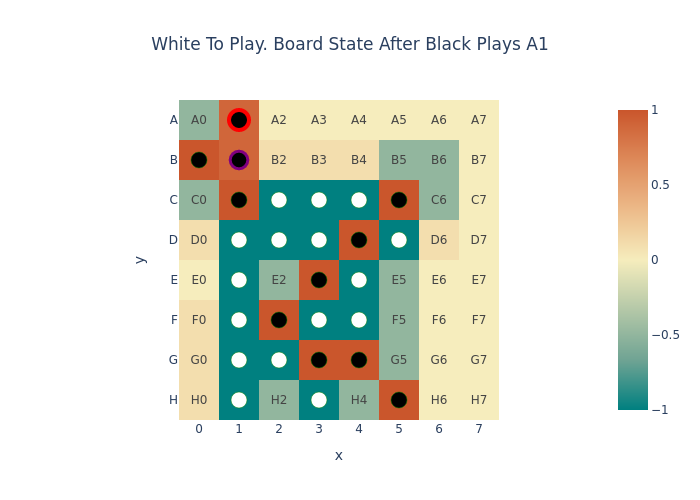 White To Play. Board State After Black Plays A1
A A0 A2 A3 A4 A5 A6 A7
B B2 B3 B4 B5 B6 B7
C C0 C6 C7
D D0 D6 D7
E E0 E2 E5 E6 E7
F F0 F5 F6 F7
G G0 G5 G6 G7
H H0 H2 H4 H6 H7
0 1 2 3 4 5 6 7
x
y
1
0.5
0
−0.5
−1